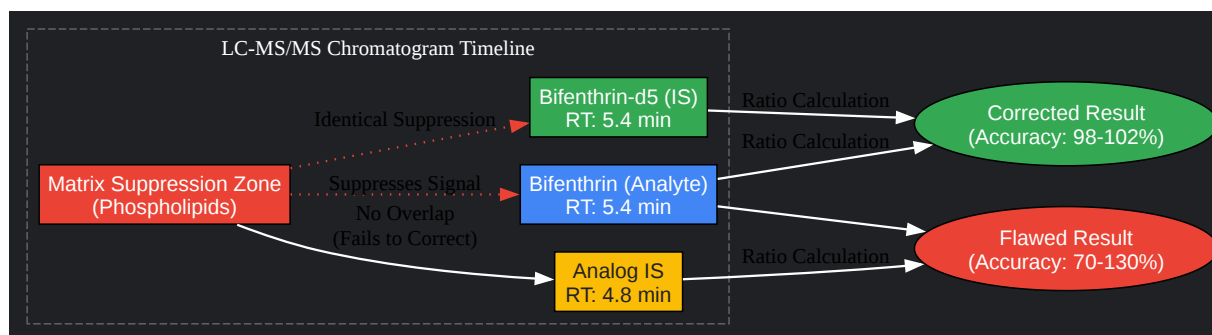 LC-MS/MS Chromatogram Timeline
Bifenthrin-d5 (IS)
RT: 5.4 min
Ratio Calculation
Corrected Result
(Accuracy: 98-102%)
Identical Suppression
Ratio Calculation
Matrix Suppression Zone
(Phospholipids)
Suppresses Signal
Bifenthrin (Analyte)
RT: 5.4 min
No Overlap
(Fails to Correct)
Flawed Result
(Accuracy: 70-130%)
Ratio Calculation
Analog IS
RT: 4.8 min